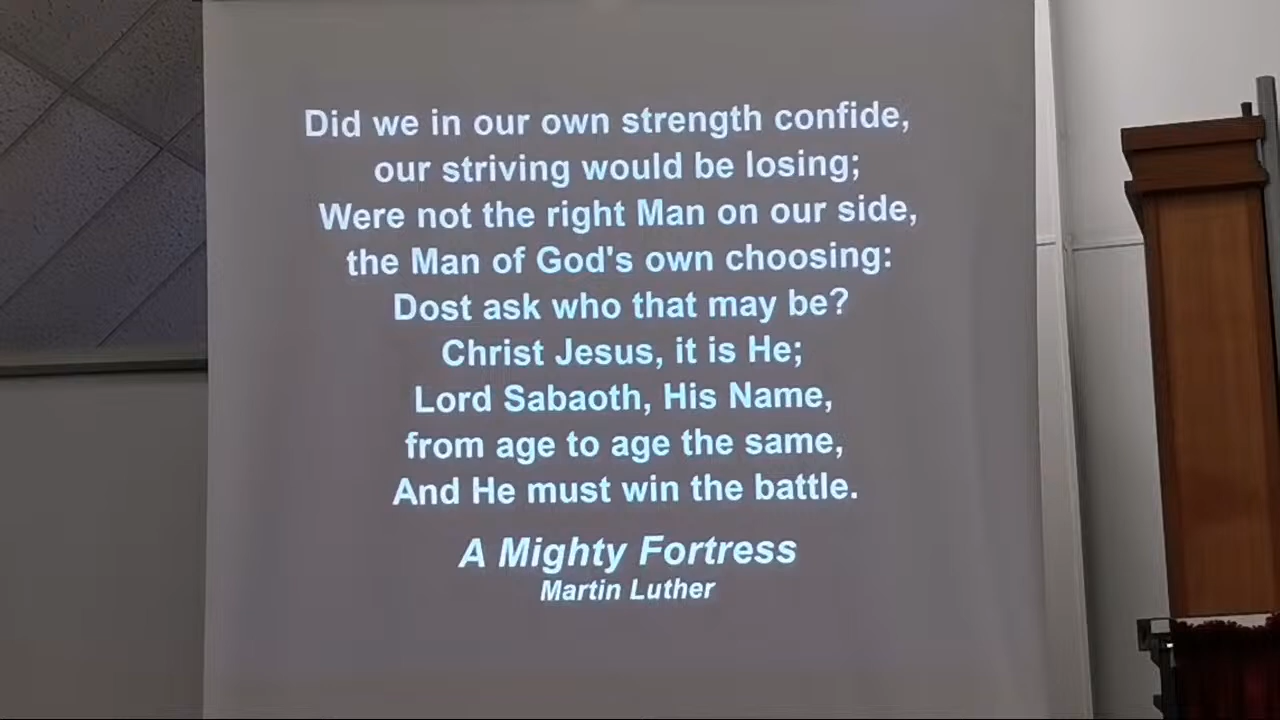 Did we in our own strength confide,
our striving would be losing;
Were not the right Man on our side,
the Man of God's own choosing:
Dost ask who that may be?
Christ Jesus, it is He;
Lord Sabaoth, His Name,
from age to age the same,
And He must win the battle.
A Mighty Fortress
Martin Luther